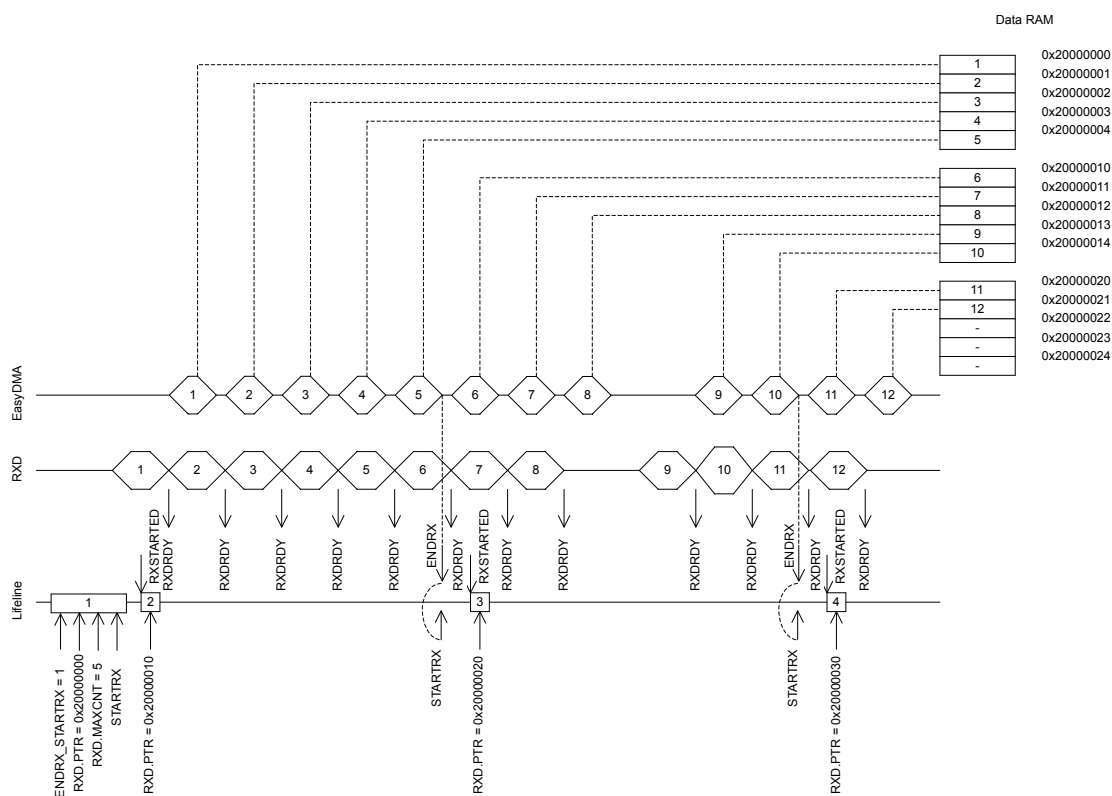 Data RAM
1
0x20000000
2
0x20000001
3
0x20000002
4
0x20000003
5
0x20000004
6
0x20000010
7
0x20000011
8
0x20000012
9
0x20000013
10
0x20000014
11
0x20000020
12
0x20000021
-
0x20000022
-
0x20000023
-
0x20000024
EasyDMA
1
2
3
4
5
6
7
8
9
10
11
12
RXD
1
2
3
4
5
6
7
8
9
10
11
12
RXSTARTED
RXDRDY
RXDRDY
RXDRDY
RXDRDY
RXDRDY
ENDRX
RXDRDY
RXSTARTED
RXDRDY
RXDRDY
RXDRDY
RXDRDY
ENDRX
RXDRDY
RXSTARTED
RXDRDY
Lifeline
1
2
3
4
ENDRX_STARTRX = 1
RXD.PTR = 0x20000000
RXD.MAXCNT = 5
STARTRX
RXD.PTR = 0x20000010
STARTRX
RXD.PTR = 0x20000020
STARTRX
RXD.PTR = 0x20000030